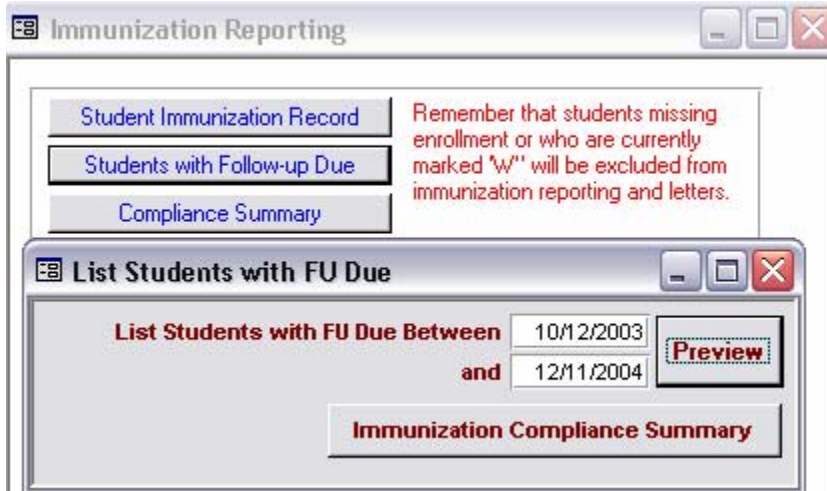 Immunization Reporting
Student Immunization Record
Students with Follow-up Due
Compliance Summary
Remember that students missing
enrollment or who are currently
marked 'W'' will be excluded from
immunization reporting and letters.
List Students with FU Due
List Students with FU Due Between 10/12/2003
and 12/11/2004
Preview
Immunization Compliance Summary